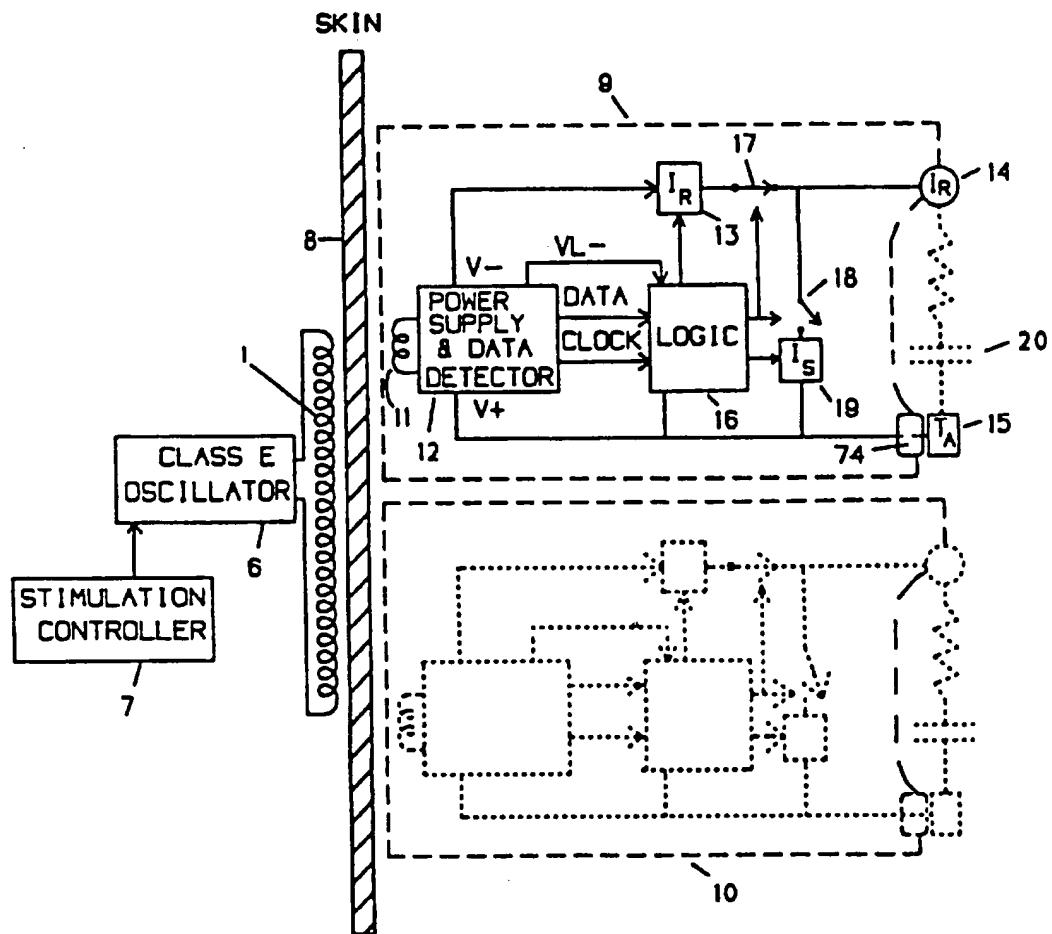 SKIN
9
17
I_R
14
I_R
13
8
V-
VL-
18
POWER
SUPPLY
& DATA
DETECTOR
DATA
CLOCK
LOGIC
I_S
20
1
11
12
V+
16
19
74
T_A
15
CLASS E
OSCILLATOR
6
STIMULATION
CONTROLLER
7
10